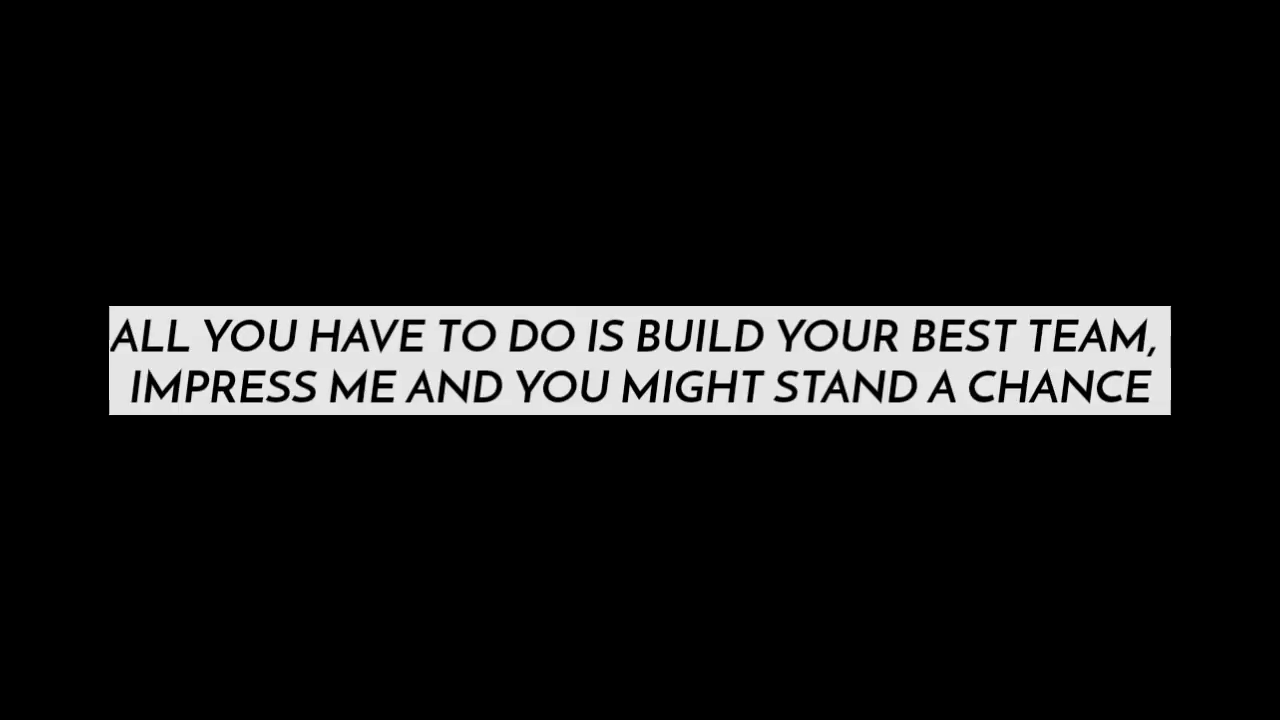 ALL YOU HAVE TO DO IS BUILD YOUR BEST TEAM,
IMPRESS ME AND YOU MIGHT STAND A CHANCE